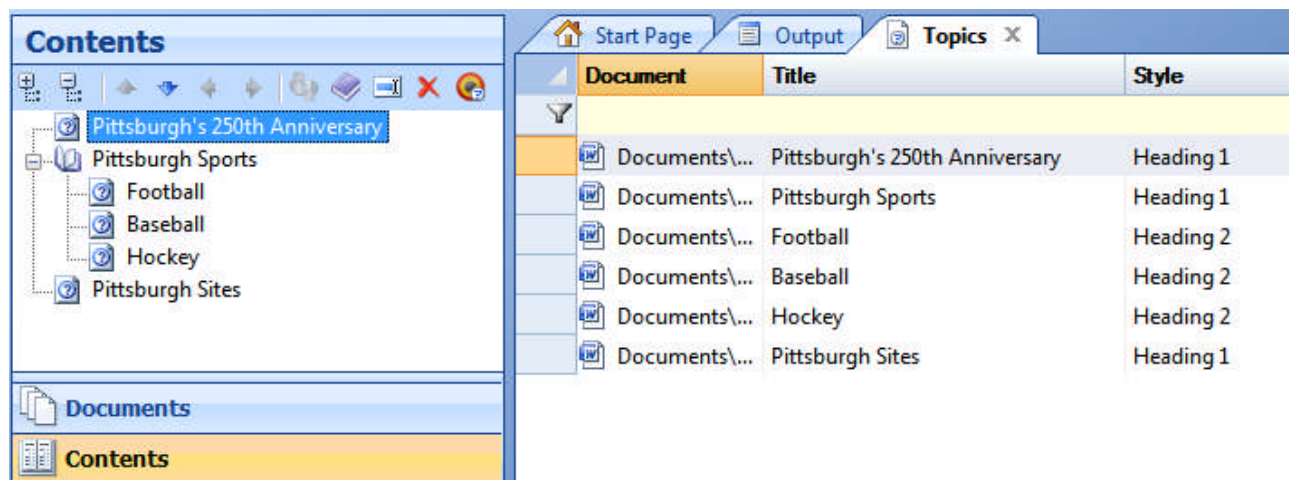 Contents
Pittsburgh's 250th Anniversary
Pittsburgh Sports
Football
Baseball
Hockey
Pittsburgh Sites
Documents
Contents
Start Page Output Topics
Document Title Style
Documents\... Pittsburgh's 250th Anniversary Heading 1
Documents\... Pittsburgh Sports Heading 1
Documents\... Football Heading 2
Documents\... Baseball Heading 2
Documents\... Hockey Heading 2
Documents\... Pittsburgh Sites Heading 1